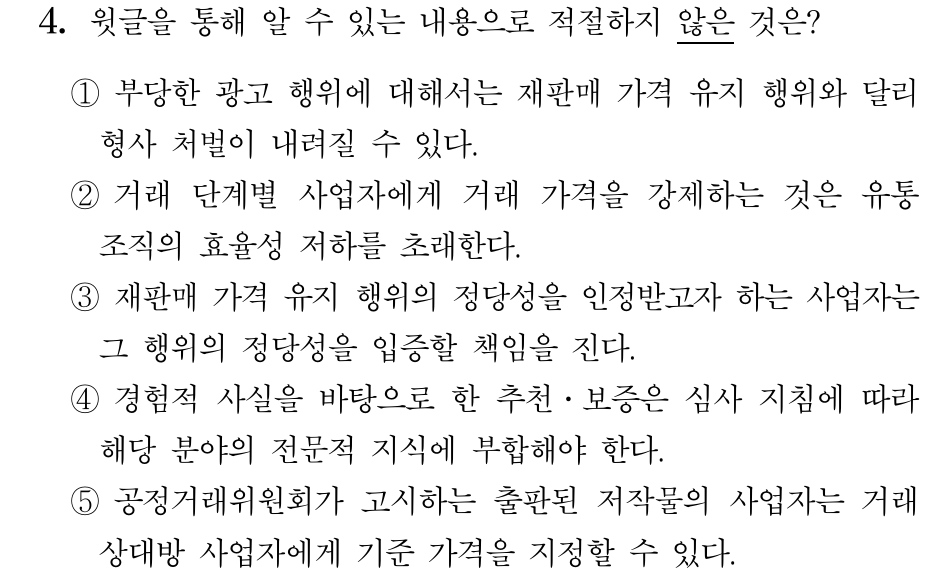 4. 윗글을 통해 알 수 있는 내용으로 적절하지 않은 것은?
① 부당한 광고 행위에 대해서는 재판매 가격 유지 행위와 달리
형사 처벌이 내려질 수 있다.
② 거래 단계별 사업자에게 거래 가격을 강제하는 것은 유통
조직의 효율성 저하를 초래한다.
③ 재판매 가격 유지 행위의 정당성을 인정받고자 하는 사업자는
그 행위의 정당성을 입증할 책임을 진다.
④ 경험적 사실을 바탕으로 한 추천·보증은 심사 지침에 따라
해당 분야의 전문적 지식에 부합해야 한다.
⑤ 공정거래위원회가 고시하는 출판된 저작물의 사업자는 거래
상대방 사업자에게 기준 가격을 지정할 수 있다.